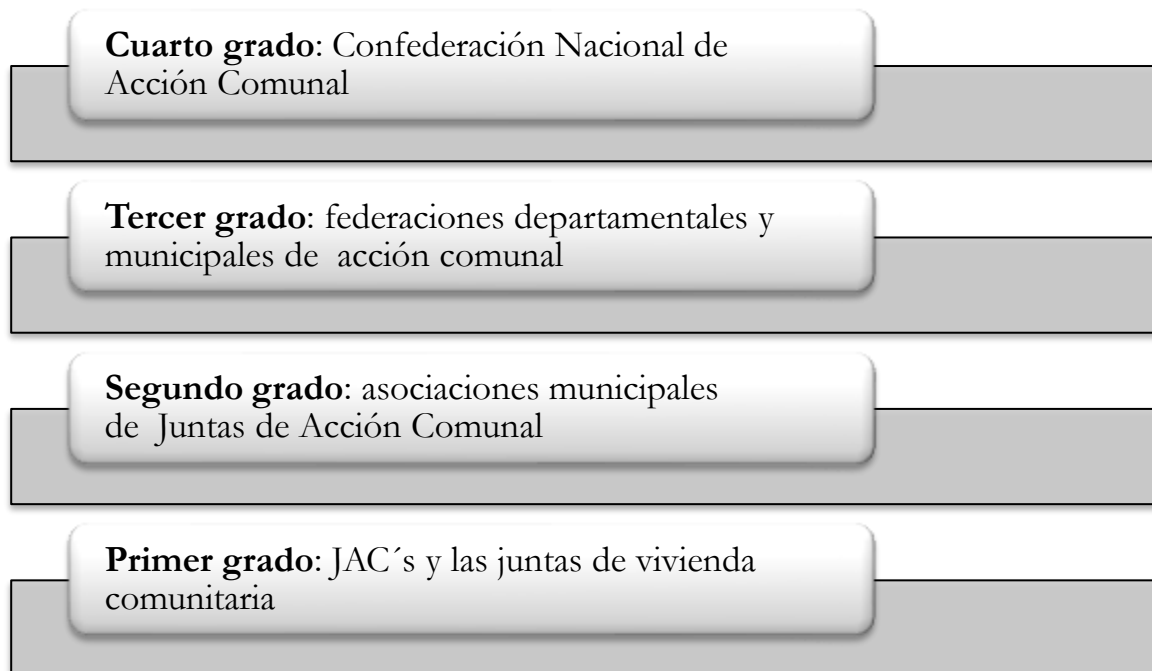 Cuarto grado: Confederación Nacional de
Acción Comunal
Tercer grado: federaciones departamentales y
municipales de acción comunal
Segundo grado: asociaciones municipales
de Juntas de Acción Comunal
Primer grado: JAC´s y las juntas de vivienda
comunitaria